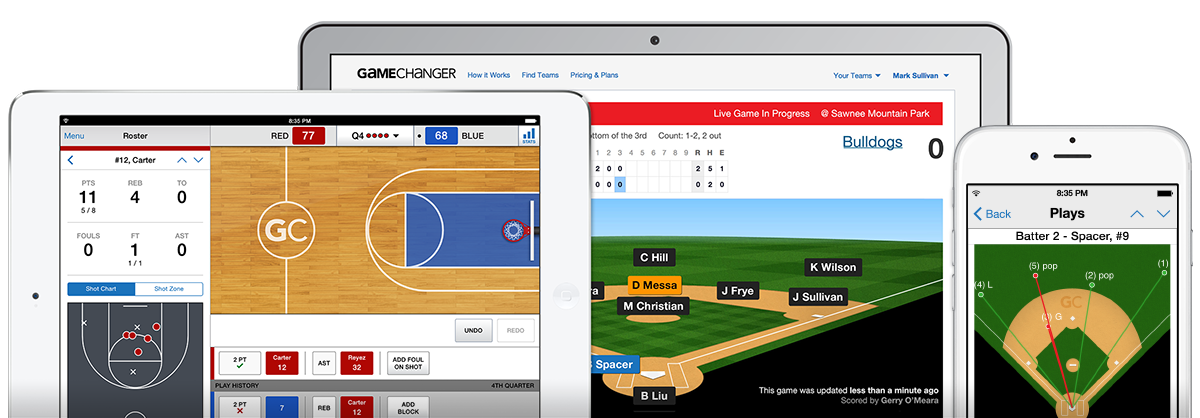 GAMECHANGER How it Works Find Teams Pricing & Plans Your Teams Mark Sullivan
Live Game In Progress @ Sawnee Mountain Park
ottom of the 3rd Count: 1-2, 2 out
Bulldogs 0
1 2 3 4 5 6 7 8 9 R H E
2 0 0 2 5 1
0 0 0 0 2 0
C Hill
K Wilson
D Messa
ra
J Frye
J Sullivan
M Christian
Spacer
B Liu
This game was updated less than a minute ago
Scored by Gerry O'Meara
8:35 PM
Menu Roster RED 77 Q4 68 BLUE STATS
#12, Carter
PTS REB TO
11 4 0
5 / 8
FOULS FT AST
0 1 0
1 / 1
Shot Chart Shot Zone
GC
UNDO REDO
2 PT Carter 12 AST Reyez 32 ADD FOUL ON SHOT
PLAY HISTORY 4TH QUARTER
2 PT 7 REB Carter 12 ADD BLOCK
8:35 PM
Back Plays
Batter 2 - Spacer, #9
(1)
(5) pop
(2) pop
(4) L
GC
(3) G